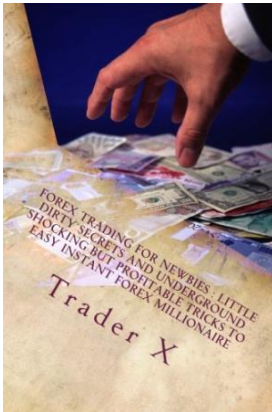 FOREX TRADING FOR NEWBIES : LITTLE
DIRTY SECRETS AND UNDERGROUND
SHOCKING BUT PROFITABLE TRICKS TO
EASY INSTANT FOREX MILLIONAIRE
Trader X